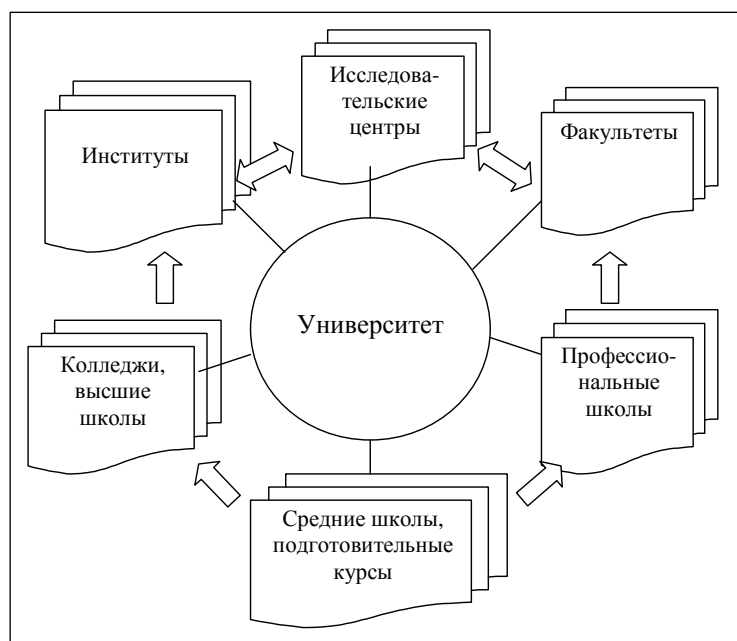 Исследова-
тельские
центры
Институты
Факультеты
Университет
Колледжи,
высшие
школы
Профессио-
нальные
школы
Средние школы,
подготовительные
курсы